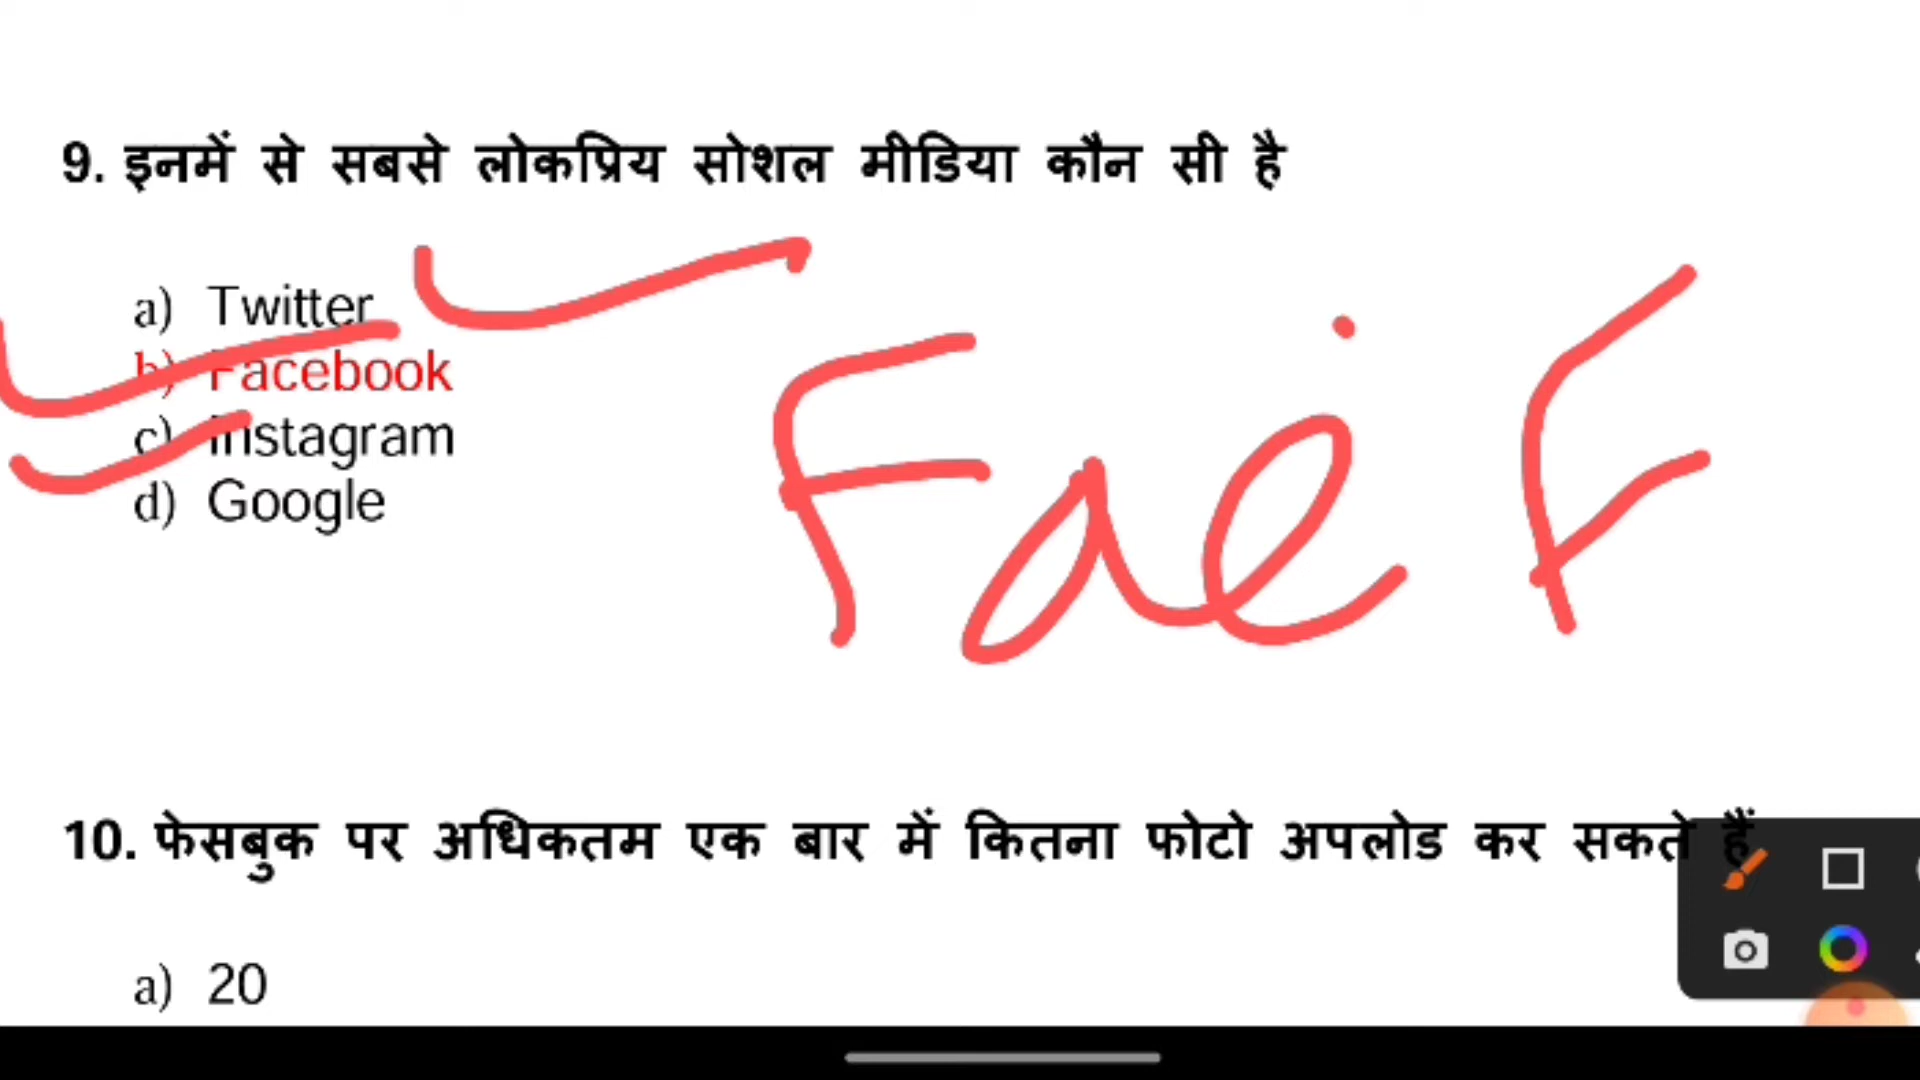 9. इनमें से सबसे लोकप्रिय सोशल मीडिया कौन सी है
a) Twitter
b) Facebook
c) Instagram
d) Google
10. फेसबुक पर अधिकतम एक बार में कितना फोटो अपलोड कर सकते हैं
a) 20